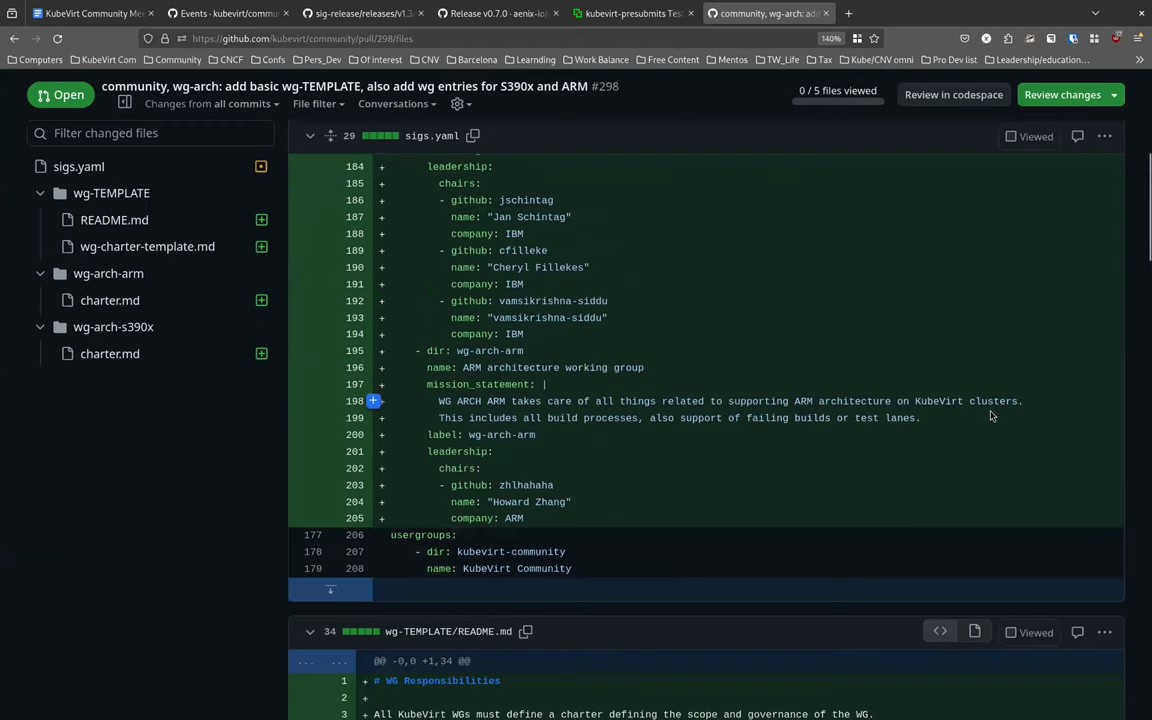 KubeVirt Community Mee
Events · kubevirt/commu
sig-release/releases/v1.3
Release v0.7.0 · aenix-io/
kubevirt-presubmits Tes
community, wg-arch: add
https://github.com/kubevirt/community/pull/298/files
140%
17
Computers
KubeVirt Com
Community
CNCF
Confs
Pers_Dev
Of interest
CNV
Barcelona
Learnding
Work Balance
Free Content
Mentos
TW_Life
Tax
Kube/CNV omni
Pro Dev list
Leadership/education...
Open
community, wg-arch: add basic wg-TEMPLATE, also add wg entries for S390x and ARM #298
Changes from all commits
File filter
Conversations
0 / 5 files viewed
Review in codespace
Review changes
Filter changed files
sigs.yaml
wg-TEMPLATE
README.md
wg-charter-template.md
wg-arch-arm
charter.md
wg-arch-s390x
charter.md
29 sigs.yaml
Viewed
184 + leadership:
185 + chairs:
186 + - github: jschintag
187 + name: "Jan Schintag"
188 + company: IBM
189 + - github: cfilleke
190 + name: "Cheryl Fillekes"
191 + company: IBM
192 + - github: vamsikrishna-siddu
193 + name: "vamsikrishna-siddu"
194 + company: IBM
195 + - dir: wg-arch-arm
196 + name: ARM architecture working group
197 + mission_statement: |
198 + WG ARCH ARM takes care of all things related to supporting ARM architecture on KubeVirt clusters.
199 + This includes all build processes, also support of failing builds or test lanes.
200 + label: wg-arch-arm
201 + leadership:
202 + chairs:
203 + - github: zhlhahaha
204 + name: "Howard Zhang"
205 + company: ARM
177 206 usergroups:
178 207 - dir: kubevirt-community
179 208 name: KubeVirt Community
34 wg-TEMPLATE/README.md
Viewed
... ... @@ -0,0 +1,34 @@
1 + # WG Responsibilities
2 +
3 + All KubeVirt WGs must define a charter defining the scope and governance of the WG.